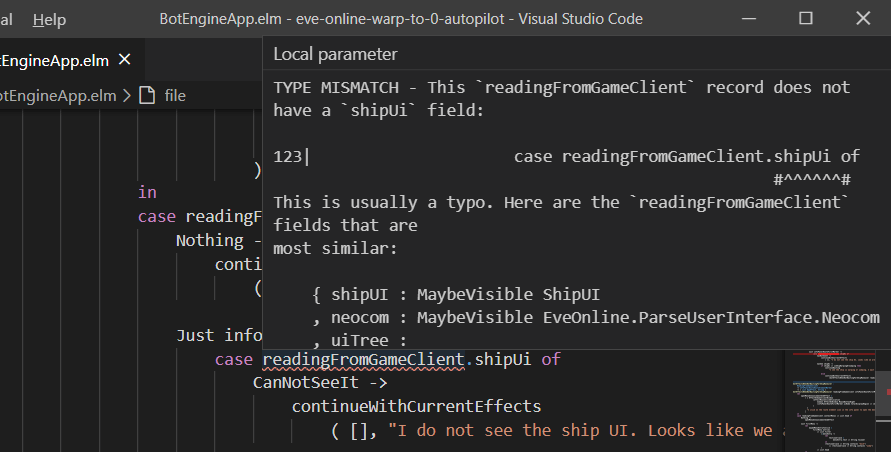 al Help BotEngineApp.elm - eve-online-warp-to-0-autopilot - Visual Studio Code
otEngineApp.elm
otEngineApp.elm > file
Local parameter
TYPE MISMATCH - This `readingFromGameClient` record does not
have a `shipUi` field:
123| case readingFromGameClient.shipUi of
#^^^^^^#
This is usually a typo. Here are the `readingFromGameClient`
fields that are
most similar:
{ shipUI : MaybeVisible ShipUI
, neocom : MaybeVisible EveOnline.ParseUserInterface.Neocom
, uiTree :
)
in
case readingF
Nothing -
conti
(
Just info
case readingFromGameClient.shipUi of
CanNotSeeIt ->
continueWithCurrentEffects
( [], "I do not see the ship UI. Looks like we a